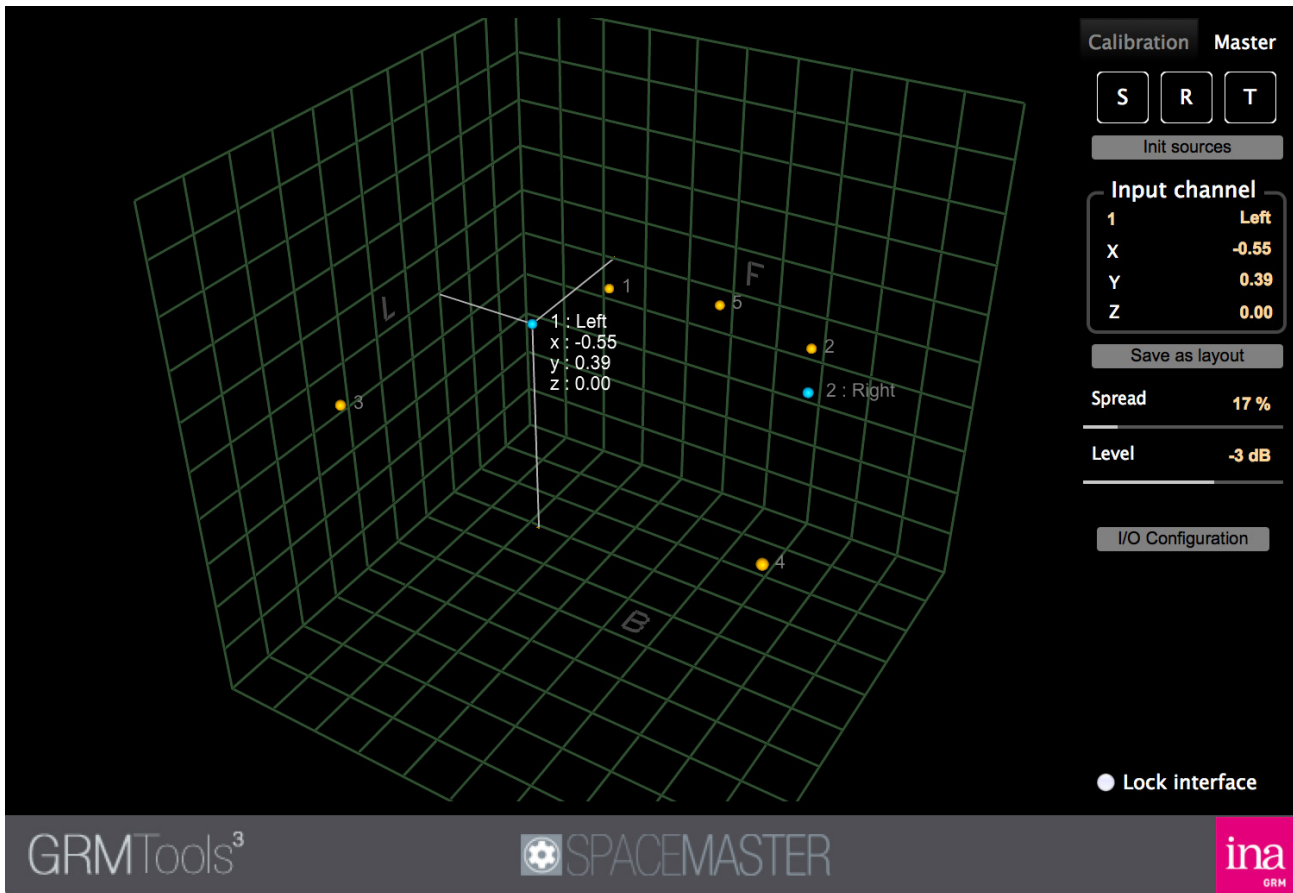 Calibration Master
S R T
Init sources
Input channel
1 Left
X -0.55
Y 0.39
Z 0.00
Save as layout
Spread 17 %
Level -3 dB
I/O Configuration
Lock interface
F
L
B
1
5
2
2 : Right
3
4
1 : Left
x : -0.55
y : 0.39
z : 0.00
GRMTools3
SPACEMASTER
ina
GRM